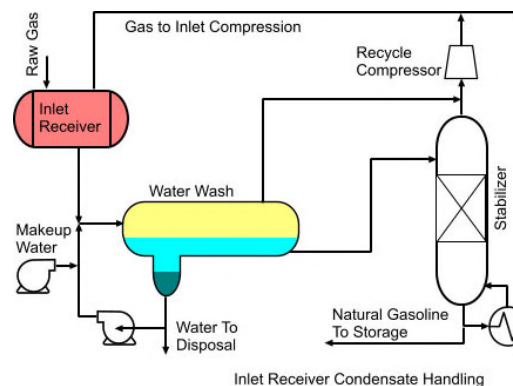 Gas to Inlet Compression
Raw Gas
Recycle
Compressor
Inlet
Receiver
Water Wash
Stabilizer
Makeup
Water
Natural Gasoline
To Storage
Water To
Disposal
Inlet Receiver Condensate Handling